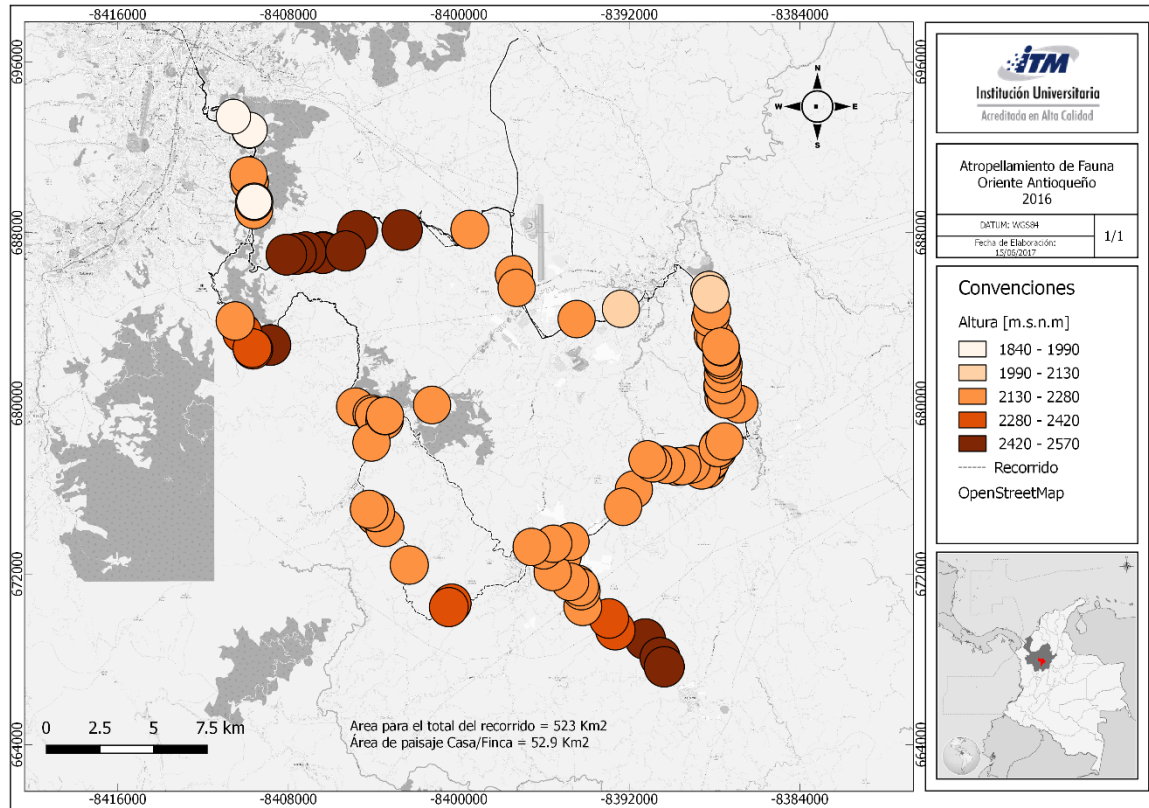 -8416000 -8408000 -8400000 -8392000 -8384000
696000
688000
680000
672000
664000
696000
688000
680000
672000
664000
N
W E
S
0 2.5 5 7.5 km
Area para el total del recorrido = 523 Km2
Área de paisaje Casa/Finca = 52.9 Km2
-8416000 -8408000 -8400000 -8392000 -8384000
iTM
Institución Universitaria
Acreditada en Alta Calidad
Atropellamiento de Fauna
Oriente Antioqueño
2016
DATUM: WGS84
Fecha de Elaboración:
15/06/2017
1/1
Convenciones
Altura [m.s.n.m]
1840 - 1990
1990 - 2130
2130 - 2280
2280 - 2420
2420 - 2570
Recorrido
OpenStreetMap